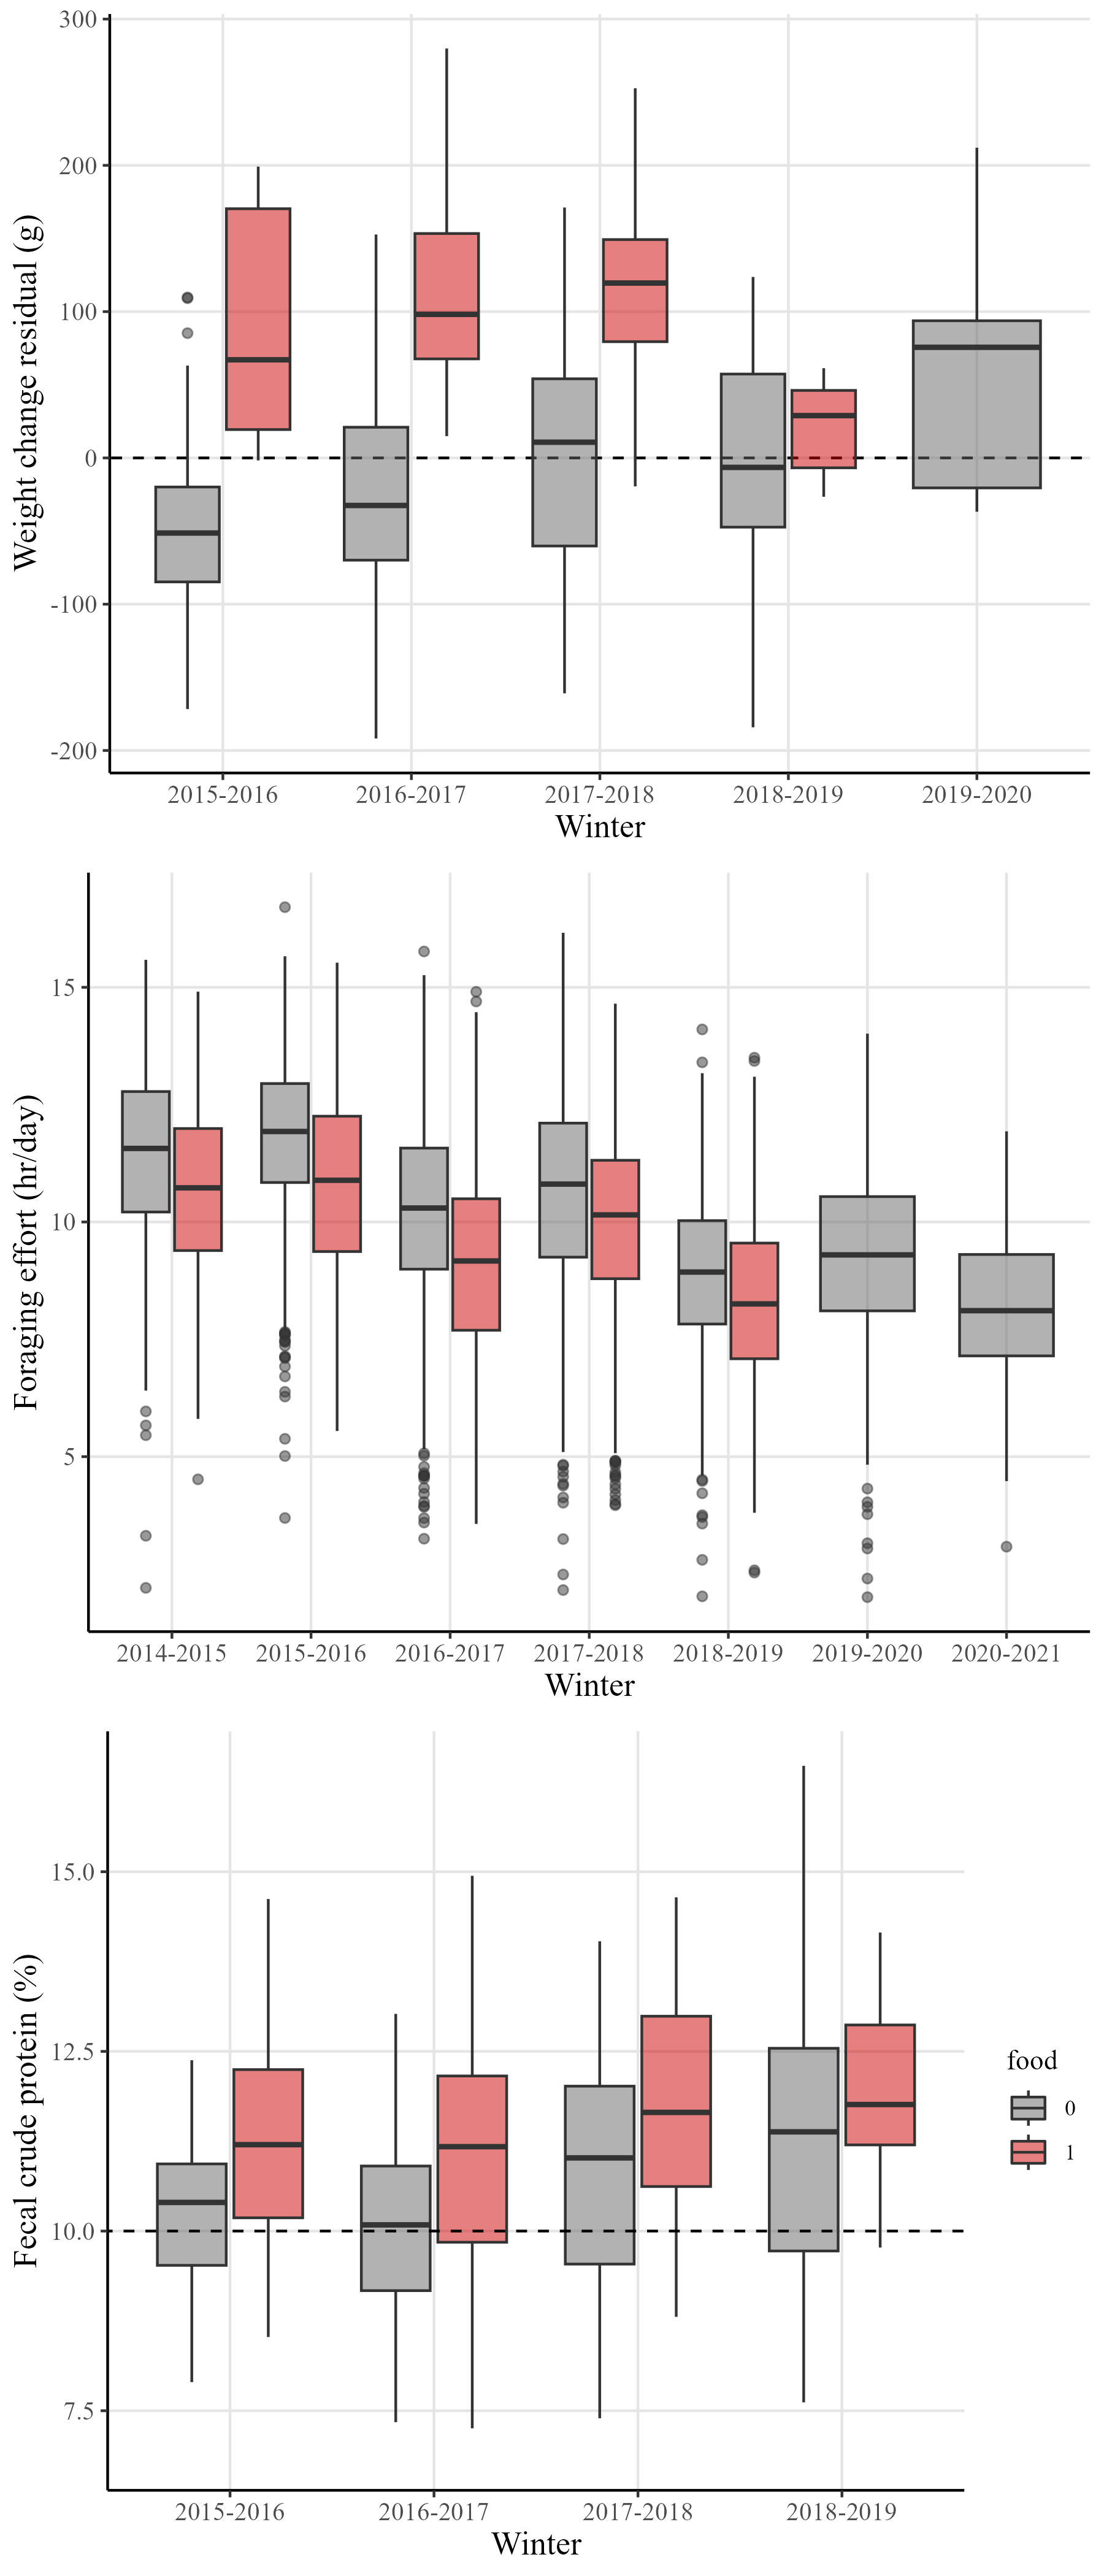 Weight change residual (g)
300
200
100
0
-100
-200
2015-2016 2016-2017 2017-2018 2018-2019 2019-2020
Winter
Foraging effort (hr/day)
15
10
5
2014-2015 2015-2016 2016-2017 2017-2018 2018-2019 2019-2020 2020-2021
Winter
Fecal crude protein (%)
15.0
12.5
10.0
7.5
2015-2016 2016-2017 2017-2018 2018-2019
Winter
food
0
1